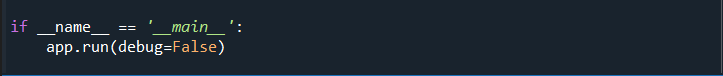 if __name__ == '__main__':
    app.run(debug=False)